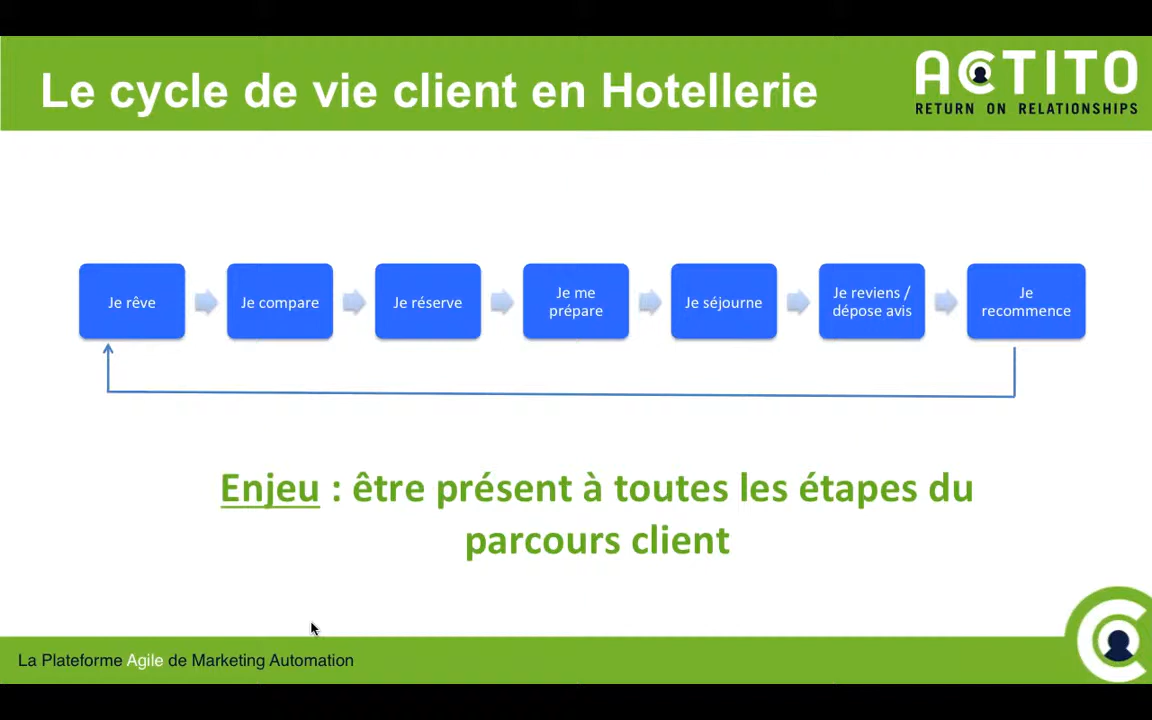 Le cycle de vie client en Hotellerie
ACTITO
RETURN ON RELATIONSHIPS
Je rêve
Je compare
Je réserve
Je me
prépare
Je séjourne
Je reviens /
dépose avis
Je
recommence
Enjeu : être présent à toutes les étapes du
parcours client
La Plateforme Agile de Marketing Automation